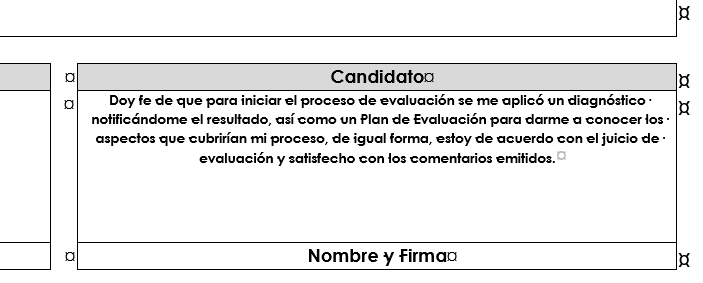 Candidato
Doy fe de que para iniciar el proceso de evaluación se me aplicó un diagnóstico
notificándome el resultado, así como un Plan de Evaluación para darme a conocer los
aspectos que cubrirían mi proceso, de igual forma, estoy de acuerdo con el juicio de
evaluación y satisfecho con los comentarios emitidos.
Nombre y Firma